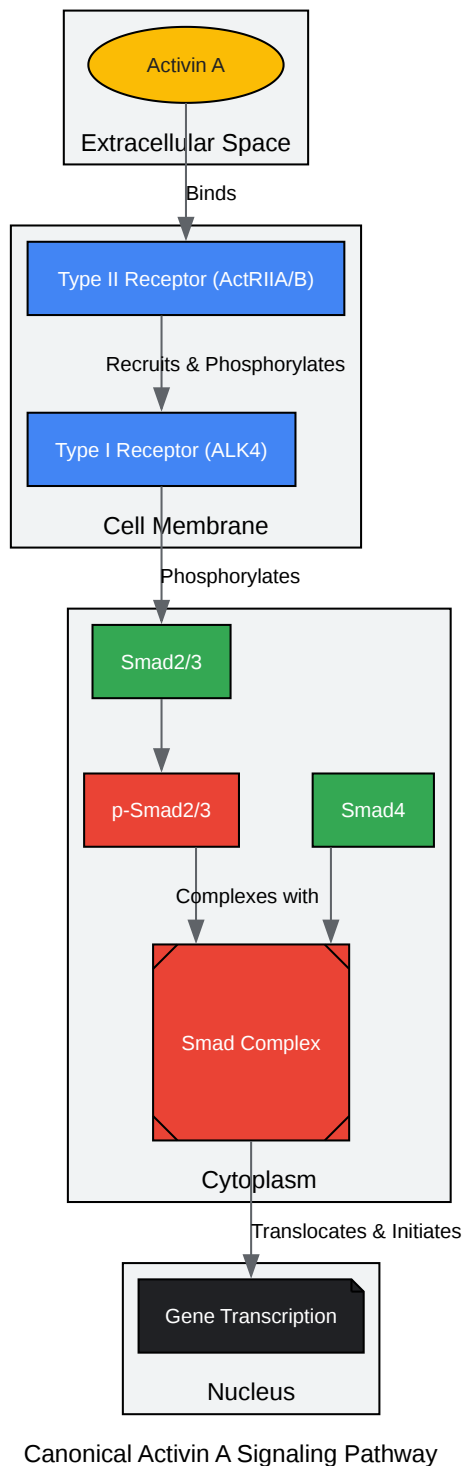 Activin A
Extracellular Space
Binds
Type II Receptor (ActRIIA/B)
Recruits & Phosphorylates
Type I Receptor (ALK4)
Cell Membrane
Phosphorylates
Smad2/3
p-Smad2/3
Smad4
Complexes with
Smad Complex
Cytoplasm
Translocates & Initiates
Gene Transcription
Nucleus
Canonical Activin A Signaling Pathway